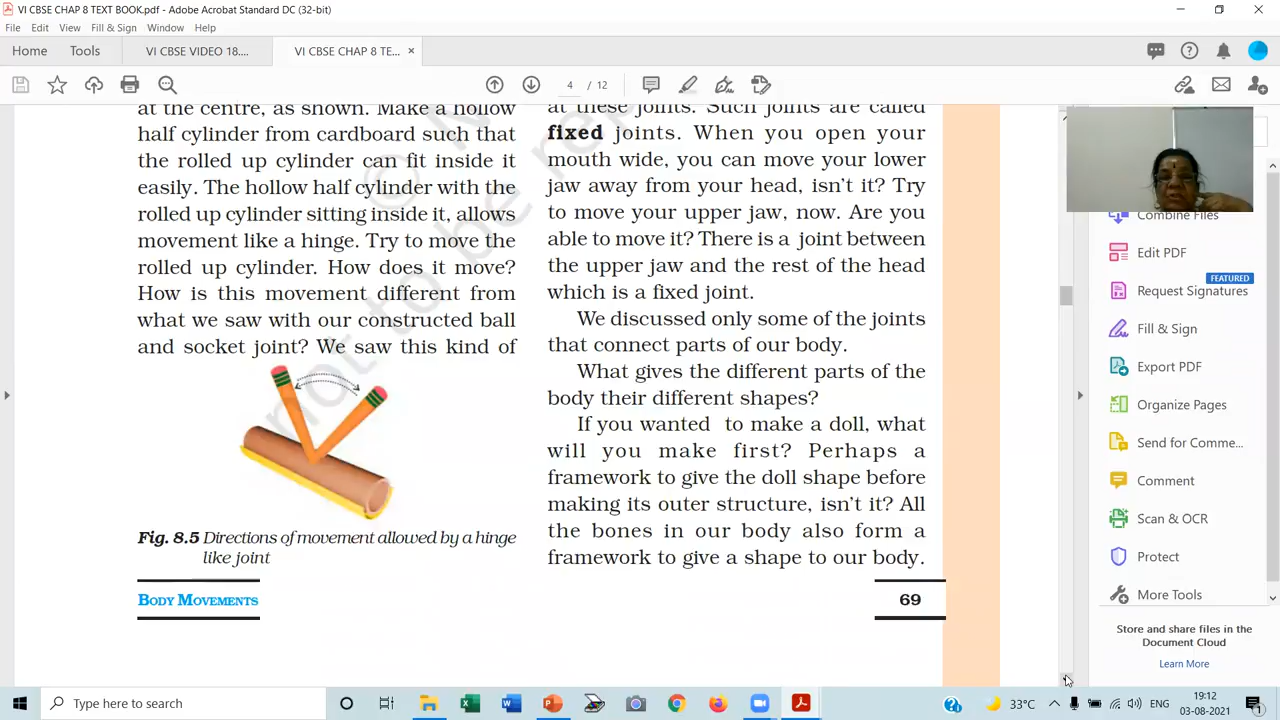 VI CBSE CHAP 8 TEXT BOOK.pdf - Adobe Acrobat Standard DC (32-bit)
File Edit View Fill & Sign Window Help
Home Tools VI CBSE VIDEO 18.... VI CBSE CHAP 8 TE... ×
4 / 12
at the centre, as shown. Make a hollow
half cylinder from cardboard such that
the rolled up cylinder can fit inside it
easily. The hollow half cylinder with the
rolled up cylinder sitting inside it, allows
movement like a hinge. Try to move the
rolled up cylinder. How does it move?
How is this movement different from
what we saw with our constructed ball
and socket joint? We saw this kind of
Fig. 8.5 Directions of movement allowed by a hinge
like joint
BODY MOVEMENTS
at these joints. Such joints are called
fixed joints. When you open your
mouth wide, you can move your lower
jaw away from your head, isn't it? Try
to move your upper jaw, now. Are you
able to move it? There is a joint between
the upper jaw and the rest of the head
which is a fixed joint.
We discussed only some of the joints
that connect parts of our body.
What gives the different parts of the
body their different shapes?
If you wanted to make a doll, what
will you make first? Perhaps a
framework to give the doll shape before
making its outer structure, isn't it? All
the bones in our body also form a
framework to give a shape to our body.
69
not to be rep
© N
Combine Files
Edit PDF
FEATURED
Request Signatures
Fill & Sign
Export PDF
Organize Pages
Send for Comme...
Comment
Scan & OCR
Protect
More Tools
Store and share files in the
Document Cloud
Learn More
Type here to search
33°C
ENG
19:12
03-08-2021